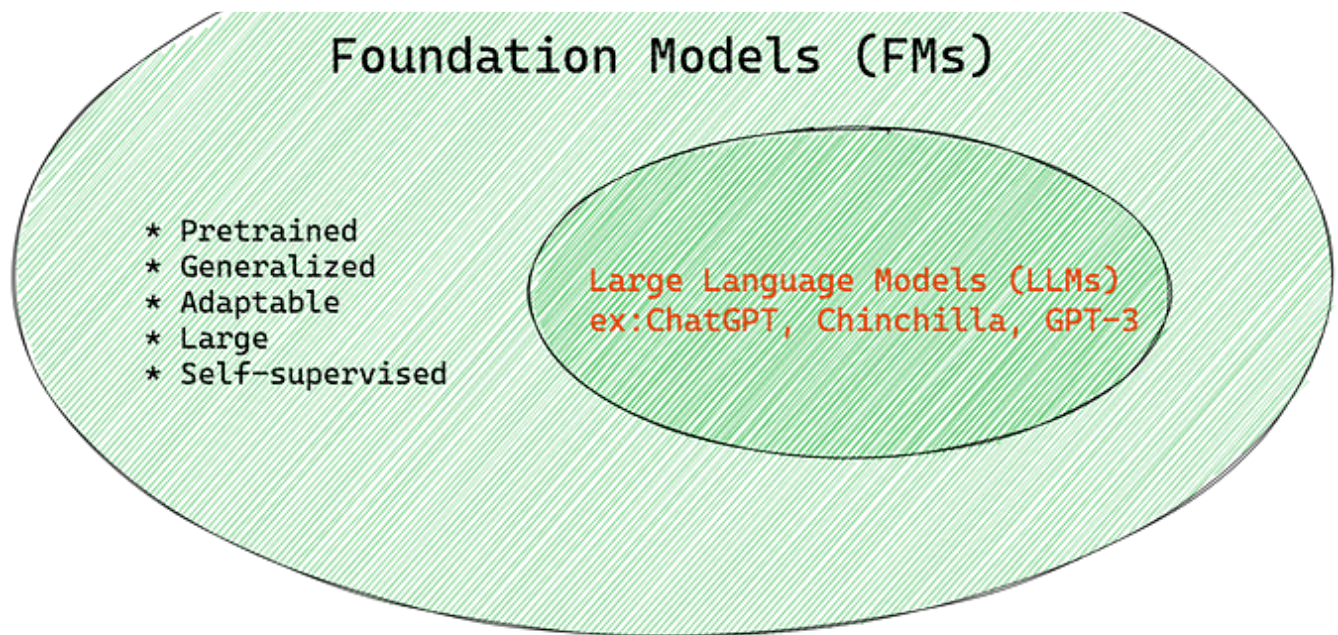 Foundation Models (FMs)
* Pretrained
* Generalized
* Adaptable
* Large
* Self-supervised
Large Language Models (LLMs)
ex:ChatGPT, Chinchilla, GPT-3